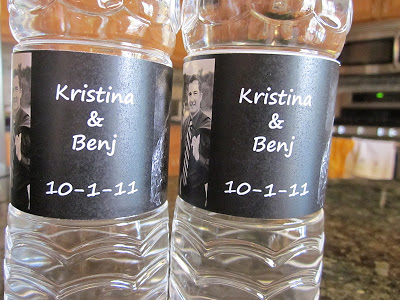 Kristina
&
Benj
10-1-11
Kristina
&
Benj
10-1-11